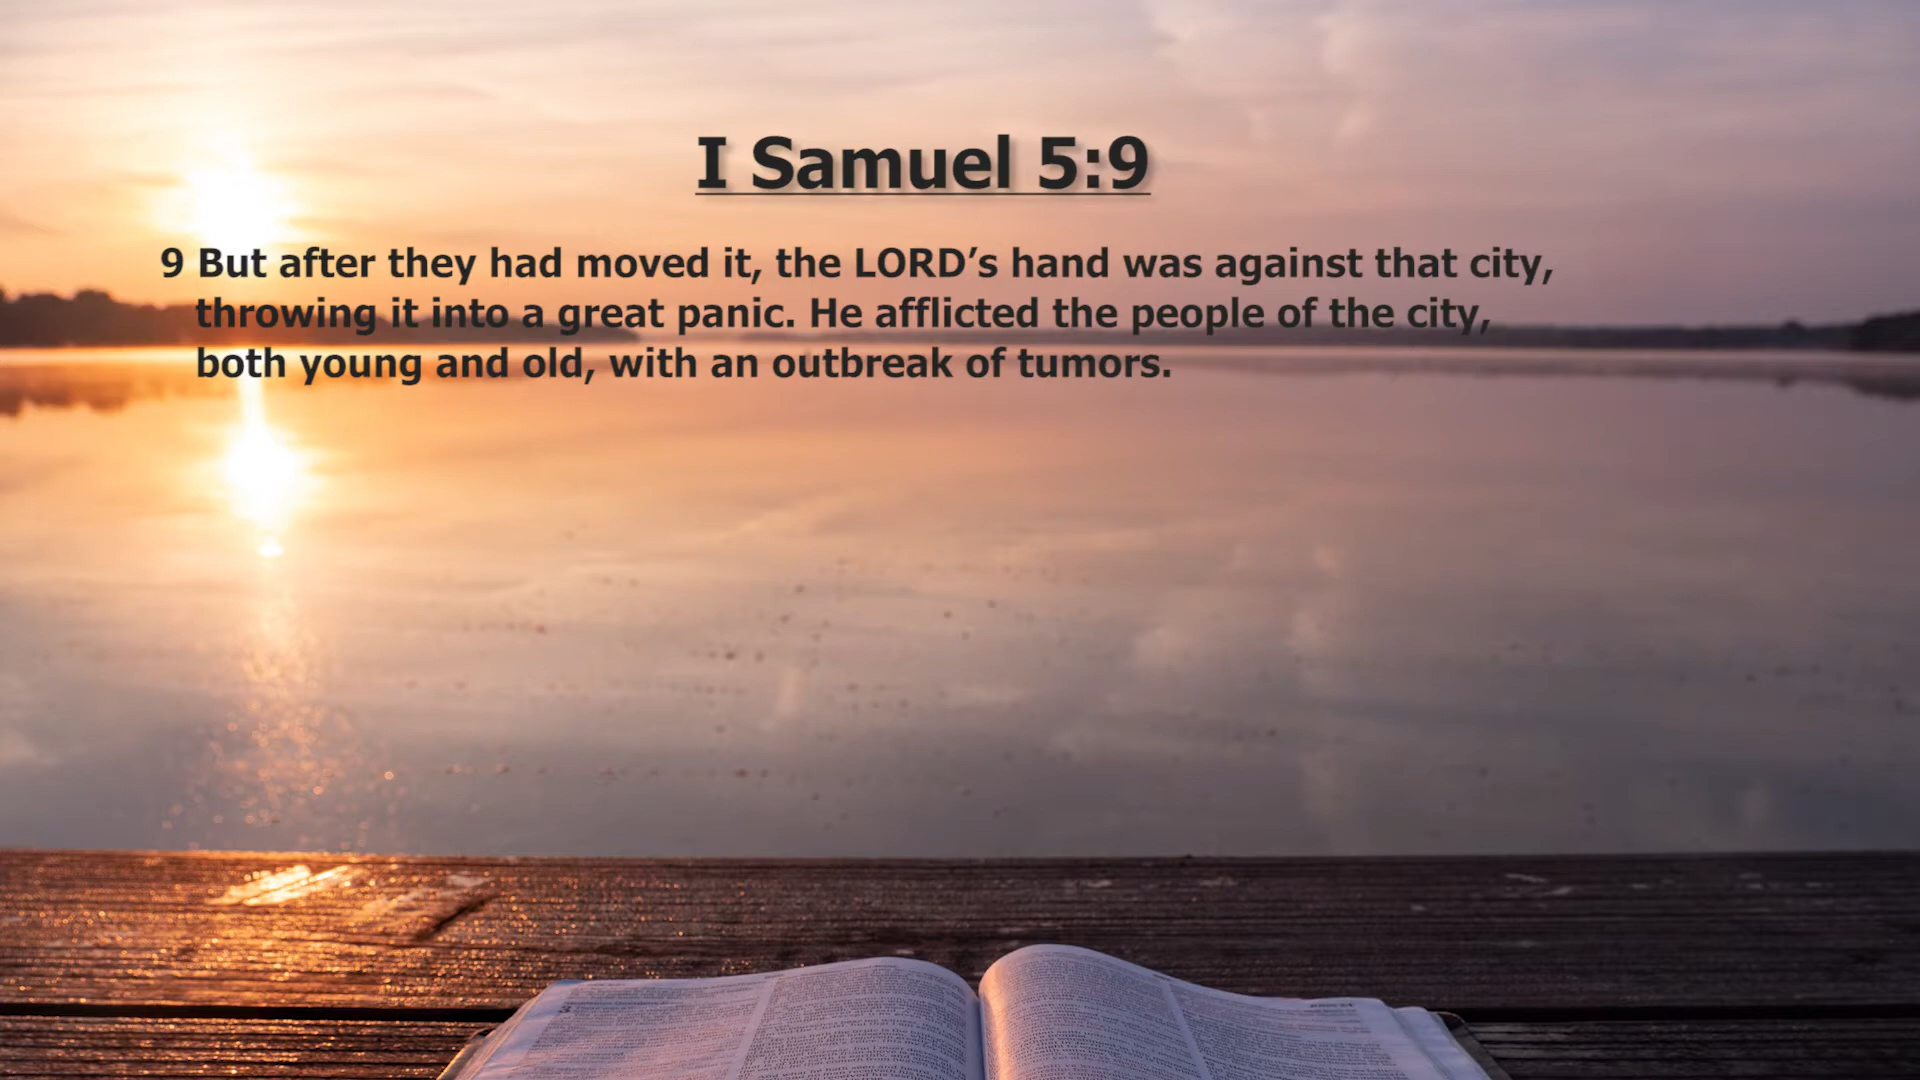 I Samuel 5:9
9 But after they had moved it, the LORD’s hand was against that city,
throwing it into a great panic. He afflicted the people of the city,
both young and old, with an outbreak of tumors.